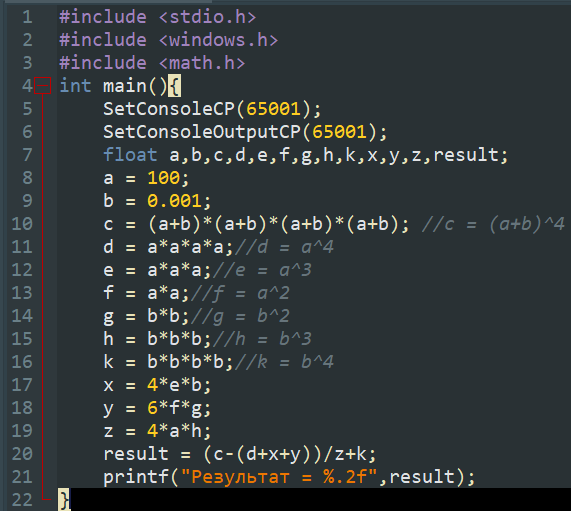 1 #include <stdio.h>
2 #include <windows.h>
3 #include <math.h>
4 int main(){
5 SetConsoleCP(65001);
6 SetConsoleOutputCP(65001);
7 float a,b,c,d,e,f,g,h,k,x,y,z,result;
8 a = 100;
9 b = 0.001;
10 c = (a+b)*(a+b)*(a+b)*(a+b); //c = (a+b)^4
11 d = a*a*a*a;//d = a^4
12 e = a*a*a;//e = a^3
13 f = a*a;//f = a^2
14 g = b*b;//g = b^2
15 h = b*b*b;//h = b^3
16 k = b*b*b*b;//k = b^4
17 x = 4*e*b;
18 y = 6*f*g;
19 z = 4*a*h;
20 result = (c-(d+x+y))/z+k;
21 printf("Результат = %.2f",result);
22 }